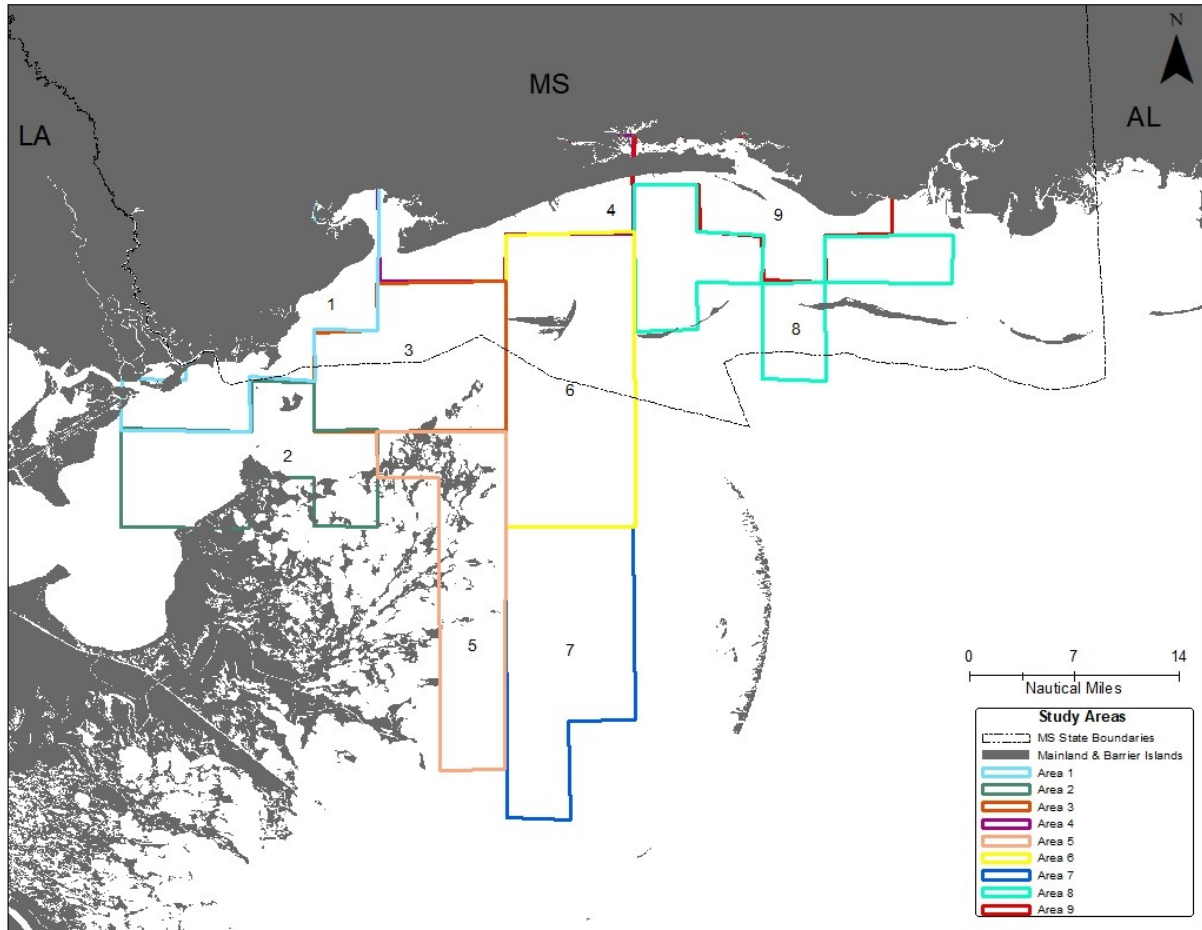 N
MS
AL
LA
4
9
1
3
8
6
2
5
7
0 7 14
Nautical Miles
Study Areas
MS State Boundaries
Mainland & Barrier Islands
Area 1
Area 2
Area 3
Area 4
Area 5
Area 6
Area 7
Area 8
Area 9